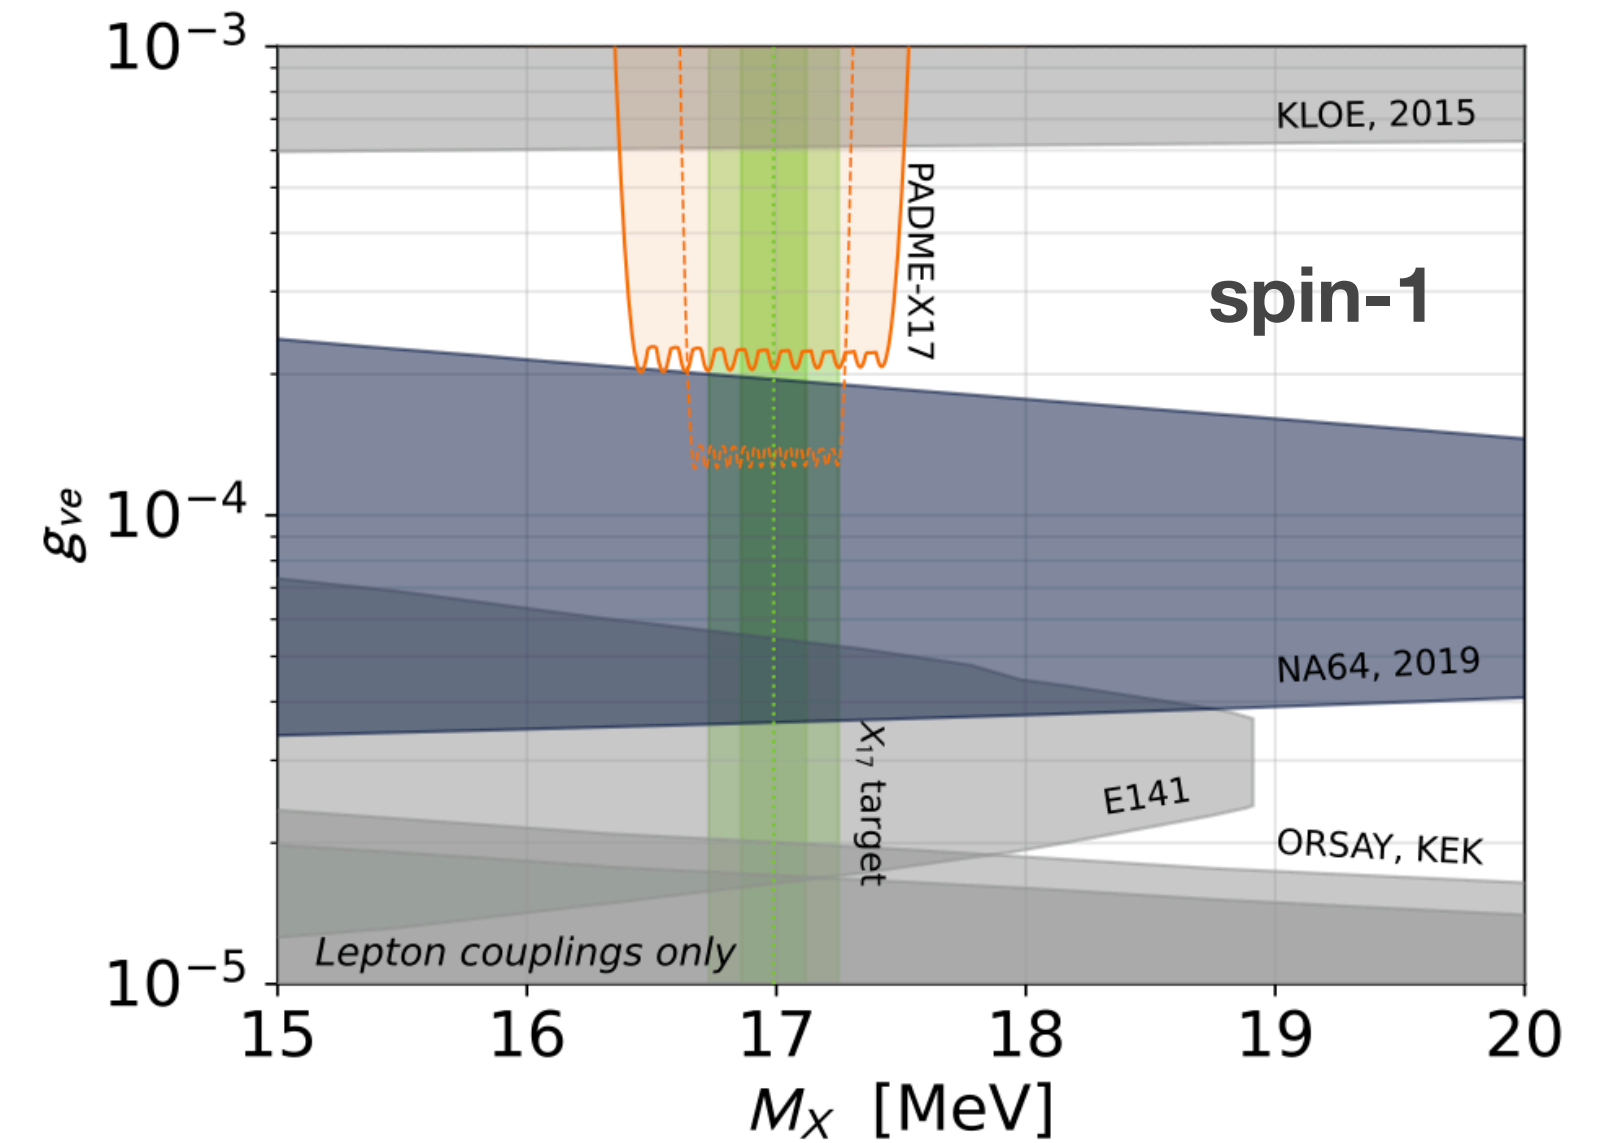 10⁻³
KLOE, 2015
PADME-X17
spin-1
g_ve
10⁻⁴
NA64, 2019
X₁₇ target
E141
ORSAY, KEK
Lepton couplings only
10⁻⁵
15 16 17 18 19 20
M_X [MeV]